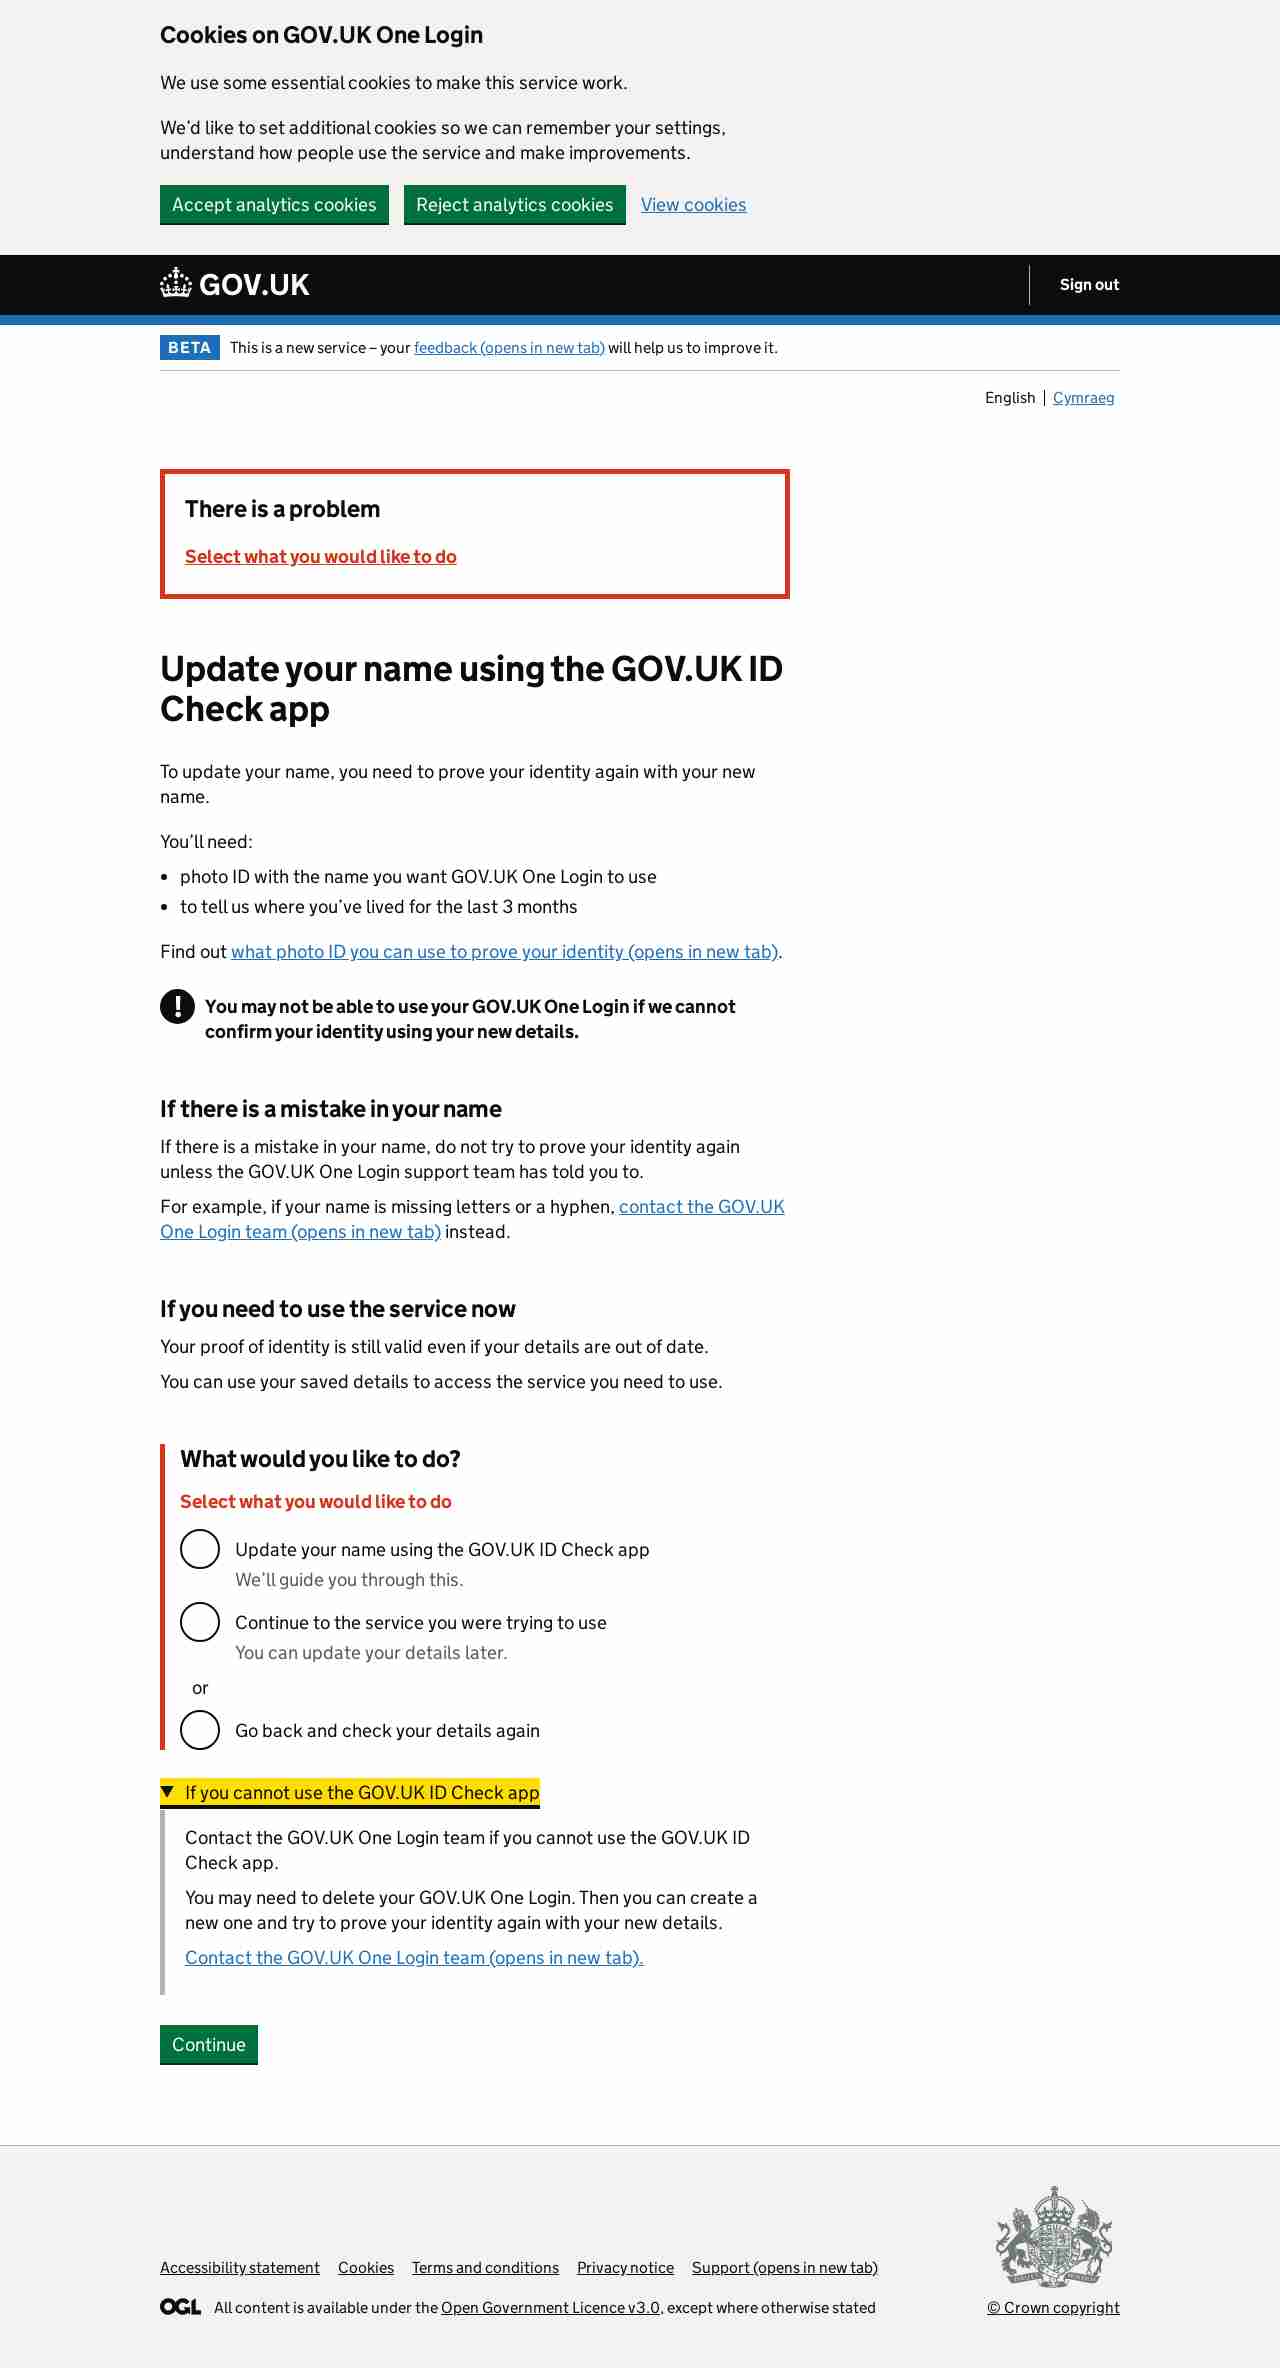 Cookies on GOV.UK One Login
We use some essential cookies to make this service work.
We’d like to set additional cookies so we can remember your settings,
understand how people use the service and make improvements.
Accept analytics cookies
Reject analytics cookies
View cookies
GOV.UK
Sign out
BETA
This is a new service – your feedback (opens in new tab) will help us to improve it.
English
Cymraeg
There is a problem
Select what you would like to do
Update your name using the GOV.UK ID
Check app
To update your name, you need to prove your identity again with your new
name.
You’ll need:
• photo ID with the name you want GOV.UK One Login to use
• to tell us where you’ve lived for the last 3 months
Find out what photo ID you can use to prove your identity (opens in new tab).
! You may not be able to use your GOV.UK One Login if we cannot
confirm your identity using your new details.
If there is a mistake in your name
If there is a mistake in your name, do not try to prove your identity again
unless the GOV.UK One Login support team has told you to.
For example, if your name is missing letters or a hyphen, contact the GOV.UK
One Login team (opens in new tab) instead.
If you need to use the service now
Your proof of identity is still valid even if your details are out of date.
You can use your saved details to access the service you need to use.
What would you like to do?
Select what you would like to do
Update your name using the GOV.UK ID Check app
We’ll guide you through this.
Continue to the service you were trying to use
You can update your details later.
or
Go back and check your details again
If you cannot use the GOV.UK ID Check app
Contact the GOV.UK One Login team if you cannot use the GOV.UK ID
Check app.
You may need to delete your GOV.UK One Login. Then you can create a
new one and try to prove your identity again with your new details.
Contact the GOV.UK One Login team (opens in new tab).
Continue
Accessibility statement
Cookies
Terms and conditions
Privacy notice
Support (opens in new tab)
OGL
All content is available under the Open Government Licence v3.0, except where otherwise stated
© Crown copyright